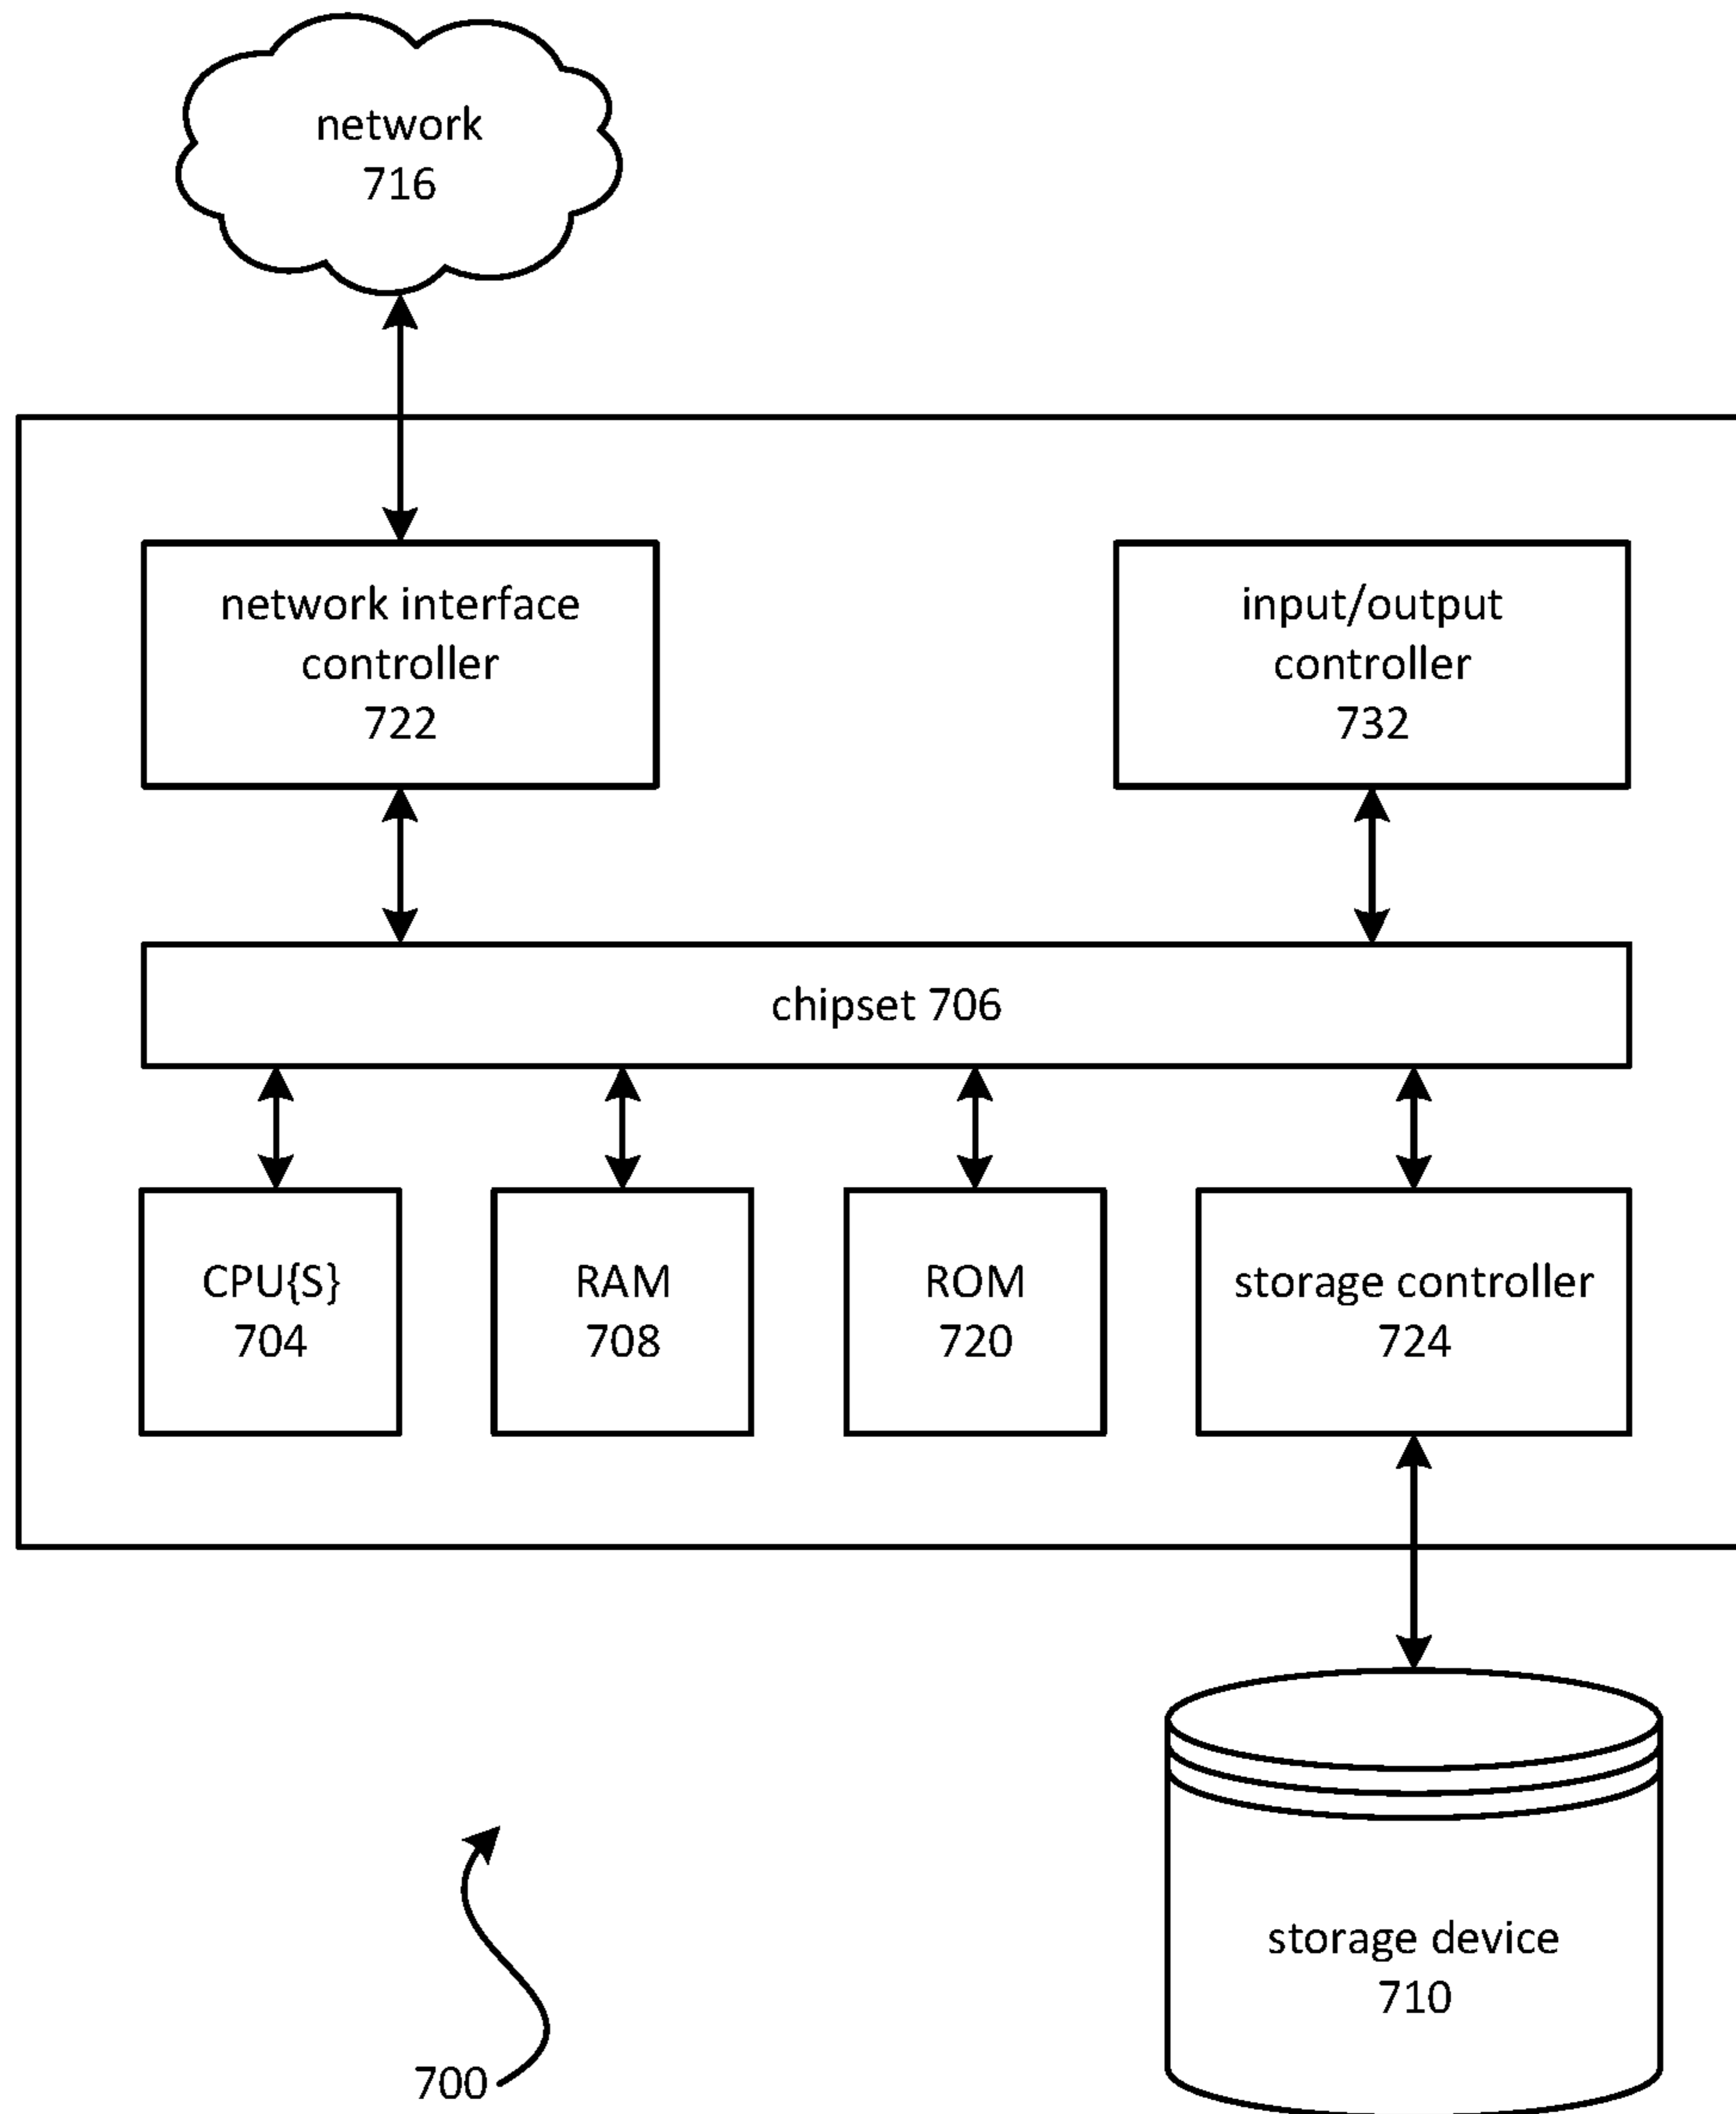 network
716
network interface
controller
722
input/output
controller
732
chipset 706
CPU{S}
704
RAM
708
ROM
720
storage controller
724
storage device
710
700